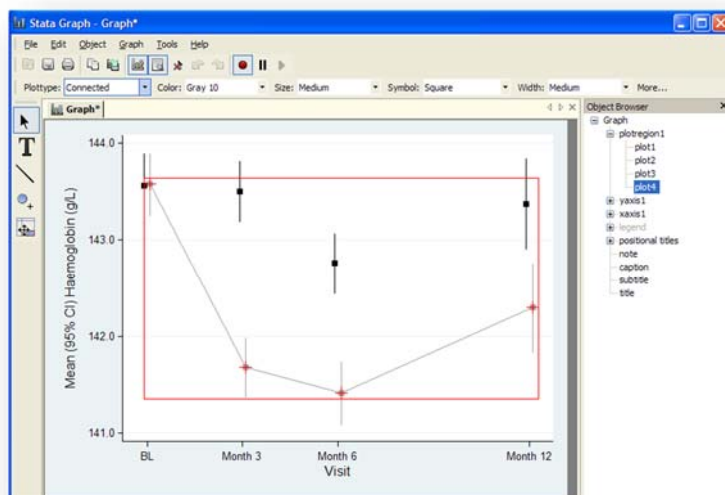 Stata Graph - Graph*
File Edit Object Graph Tools Help
Plottype: Connected Color: Gray 10 Size: Medium Symbol: Square Width: Medium More...
T
Graph*
Object Browser
Graph
plotregion1
plot1
plot2
plot3
plot4
yaxis1
xaxis1
legend
positional titles
note
caption
subtitle
title
Mean (95% CI) Haemoglobin (g/L)
144.0
143.0
142.0
141.0
BL Month 3 Month 6 Month 12
Visit